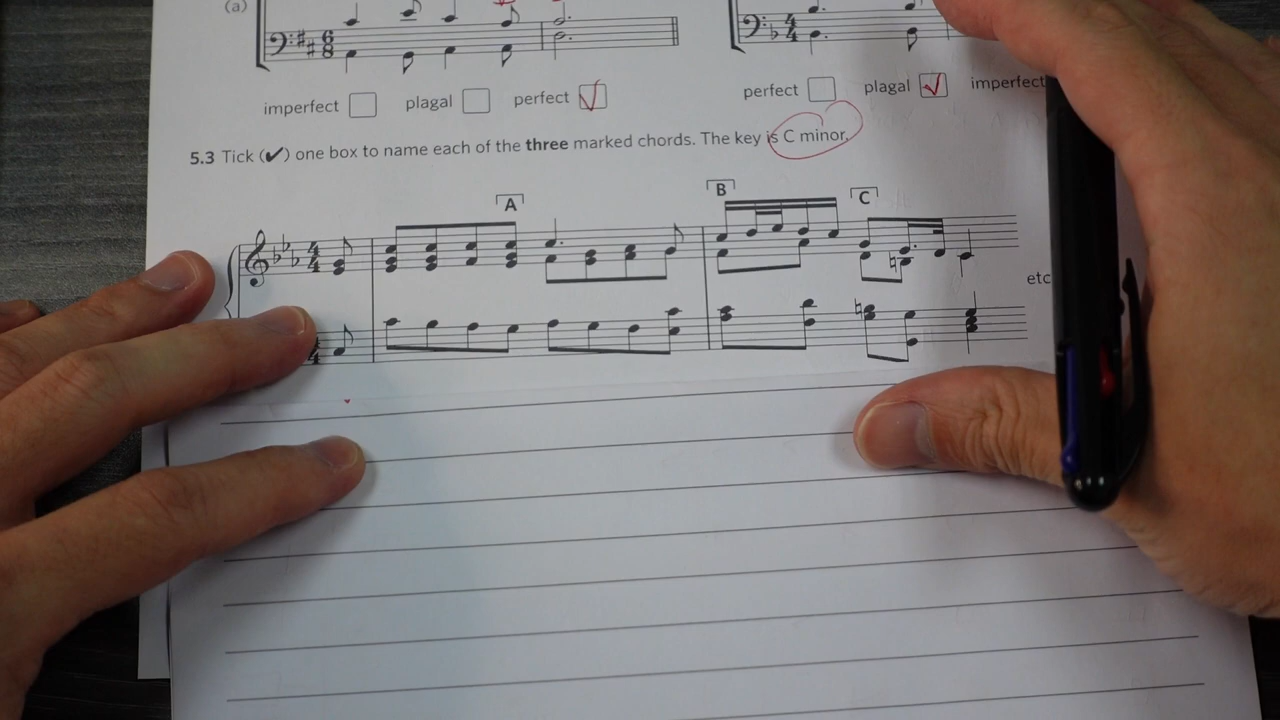 (a)
imperfect plagal perfect
perfect plagal imperfect
5.3 Tick (✔) one box to name each of the three marked chords. The key is C minor.
A B C
etc